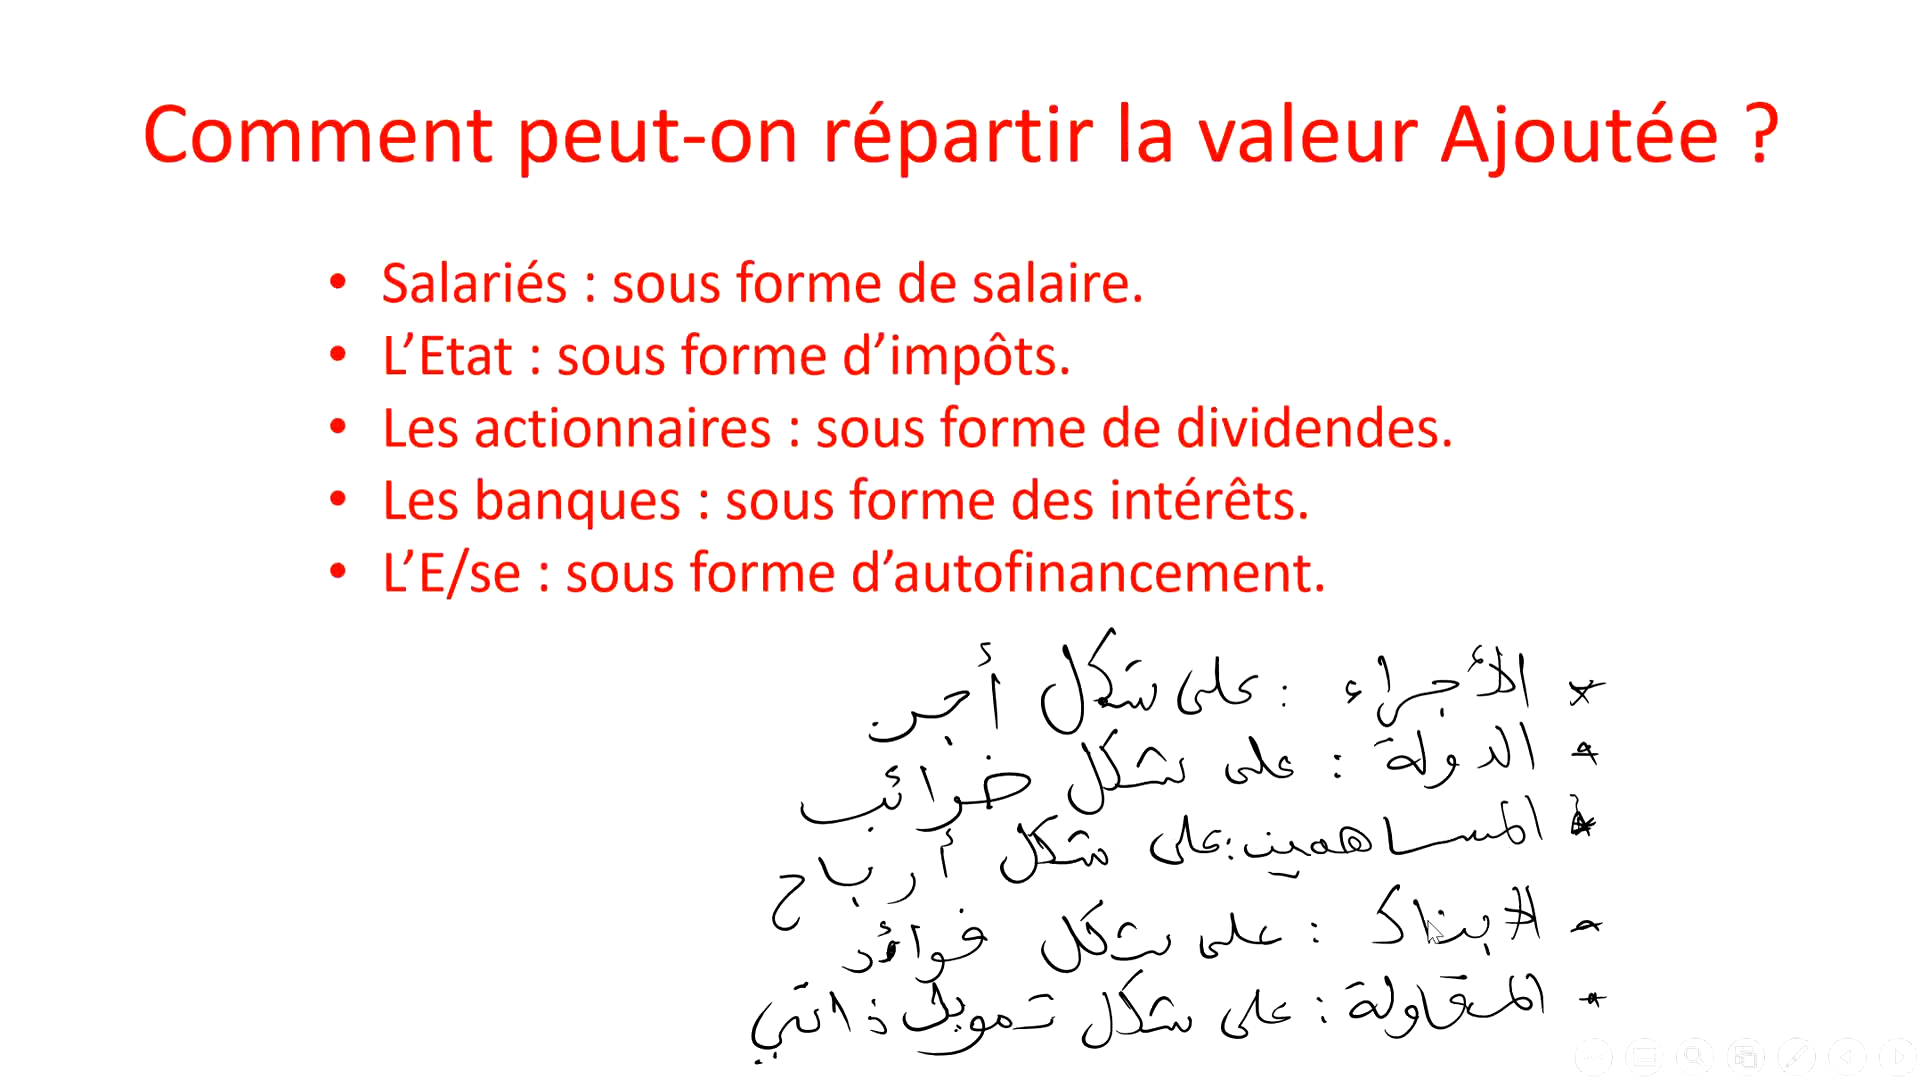 Comment peut-on répartir la valeur Ajoutée ?
• Salariés : sous forme de salaire.
• L’Etat : sous forme d’impôts.
• Les actionnaires : sous forme de dividendes.
• Les banques : sous forme des intérêts.
• L’E/se : sous forme d’autofinancement.
* الأجراء : على شكل أجر
* الدولة : على شكل ضرائب
* المساهمين : على شكل أرباح
* الابناك : على شكل فوائد
* المقاولة : على شكل تمويل ذاتي